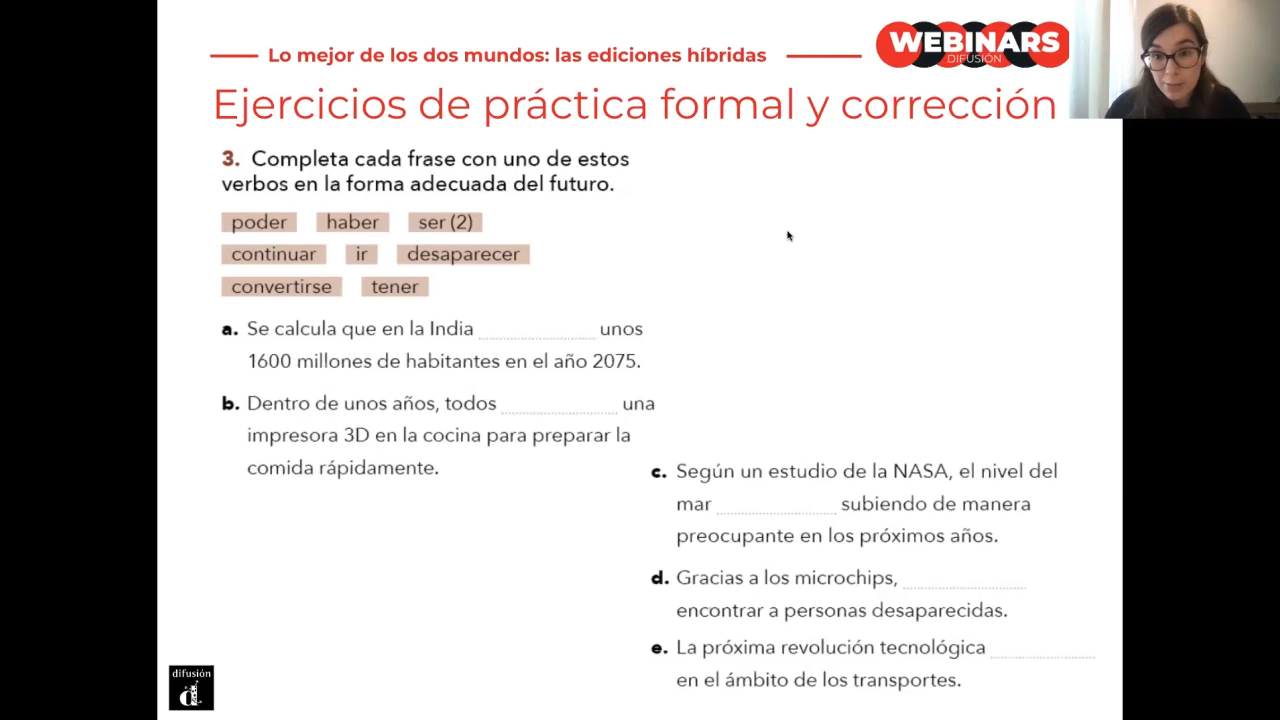 Lo mejor de los dos mundos: las ediciones híbridas
WEBINARS
DIFUSIÓN
Ejercicios de práctica formal y corrección
3. Completa cada frase con uno de estos
verbos en la forma adecuada del futuro.
poder haber ser (2)
continuar ir desaparecer
convertirse tener
a. Se calcula que en la India unos
1600 millones de habitantes en el año 2075.
b. Dentro de unos años, todos una
impresora 3D en la cocina para preparar la
comida rápidamente.
c. Según un estudio de la NASA, el nivel del
mar subiendo de manera
preocupante en los próximos años.
d. Gracias a los microchips,
encontrar a personas desaparecidas.
e. La próxima revolución tecnológica
en el ámbito de los transportes.
difusión
d